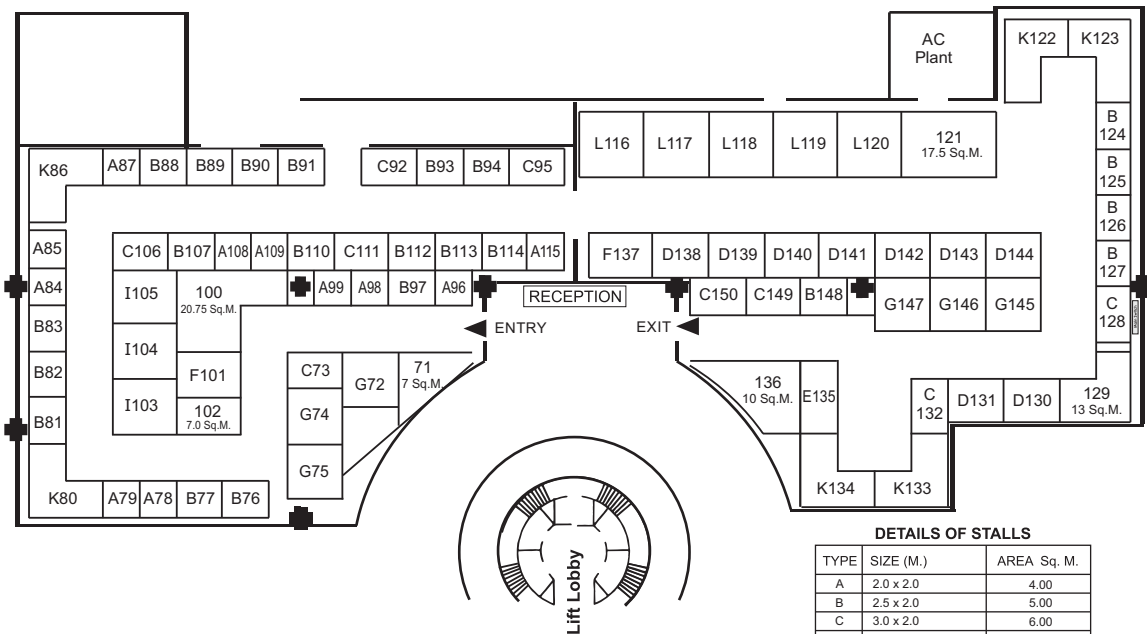 AC
Plant
K122 K123
B
124
L116 L117 L118 L119 L120 121
17.5 Sq.M.
K86 A87 B88 B89 B90 B91 C92 B93 B94 C95
B
125
B
126
A85 C106 B107 A108 A109 B110 C111 B112 B113 B114 A115 F137 D138 D139 D140 D141 D142 D143 D144
B
127
A84 I105 100
20.75 Sq.M.
A99 A98 B97 A96 RECEPTION C150 C149 B148 G147 G146 G145
C
128
B83 ENTRY EXIT
I104
B82 F101 C73 G72 71
7 Sq.M.
136
10 Sq.M.
E135
I103 102
7.0 Sq.M.
G74 C
132
D131 D130 129
13 Sq.M.
B81
G75
K80 A79 A78 B77 B76 K134 K133
Lift Lobby
DETAILS OF STALLS
TYPE SIZE (M.) AREA Sq. M.
A 2.0 x 2.0 4.00
B 2.5 x 2.0 5.00
C 3.0 x 2.0 6.00